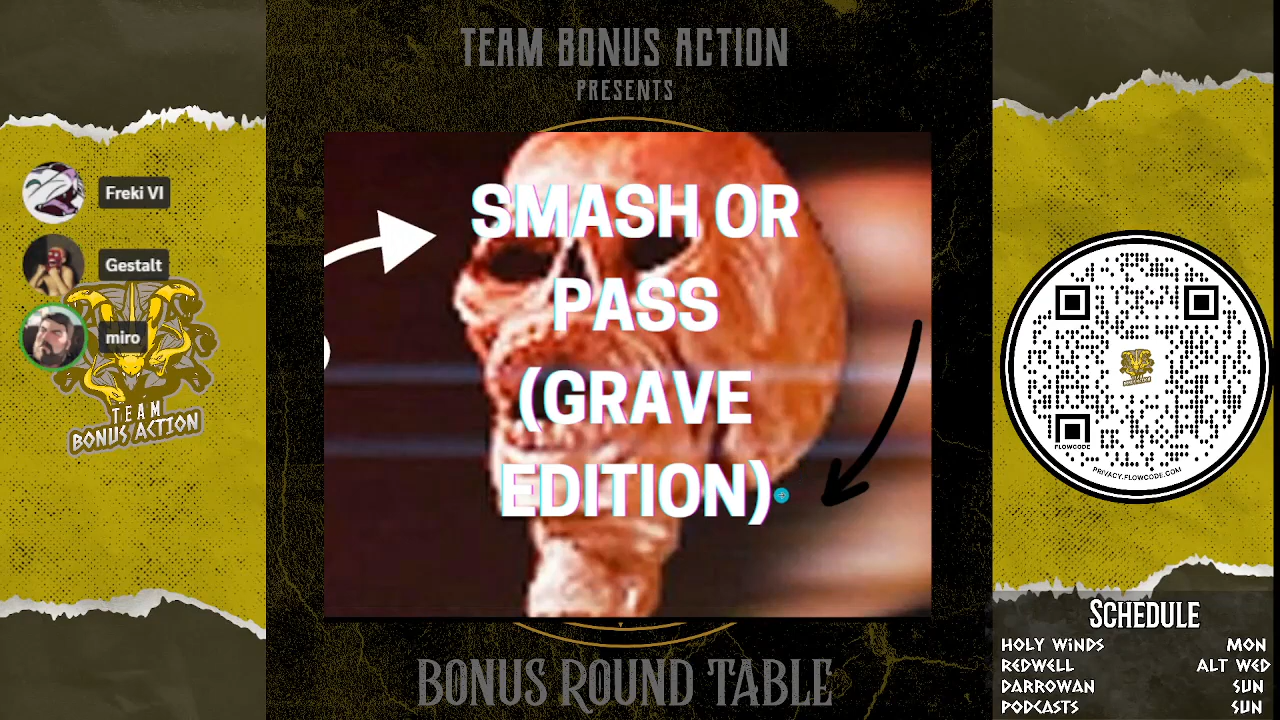 TEAM BONUS ACTION
PRESENTS
SMASH OR
PASS
(GRAVE
EDITION)
BONUS ROUND TABLE
Freki VI
Gestalt
miro
TEAM
BONUS ACTION
FLOWCODE
PRIVACY.FLOWCODE.COM
SCHEDULE
HOLY WINDS MON
REDWELL ALT WED
DARROWAN SUN
PODCASTS SUN